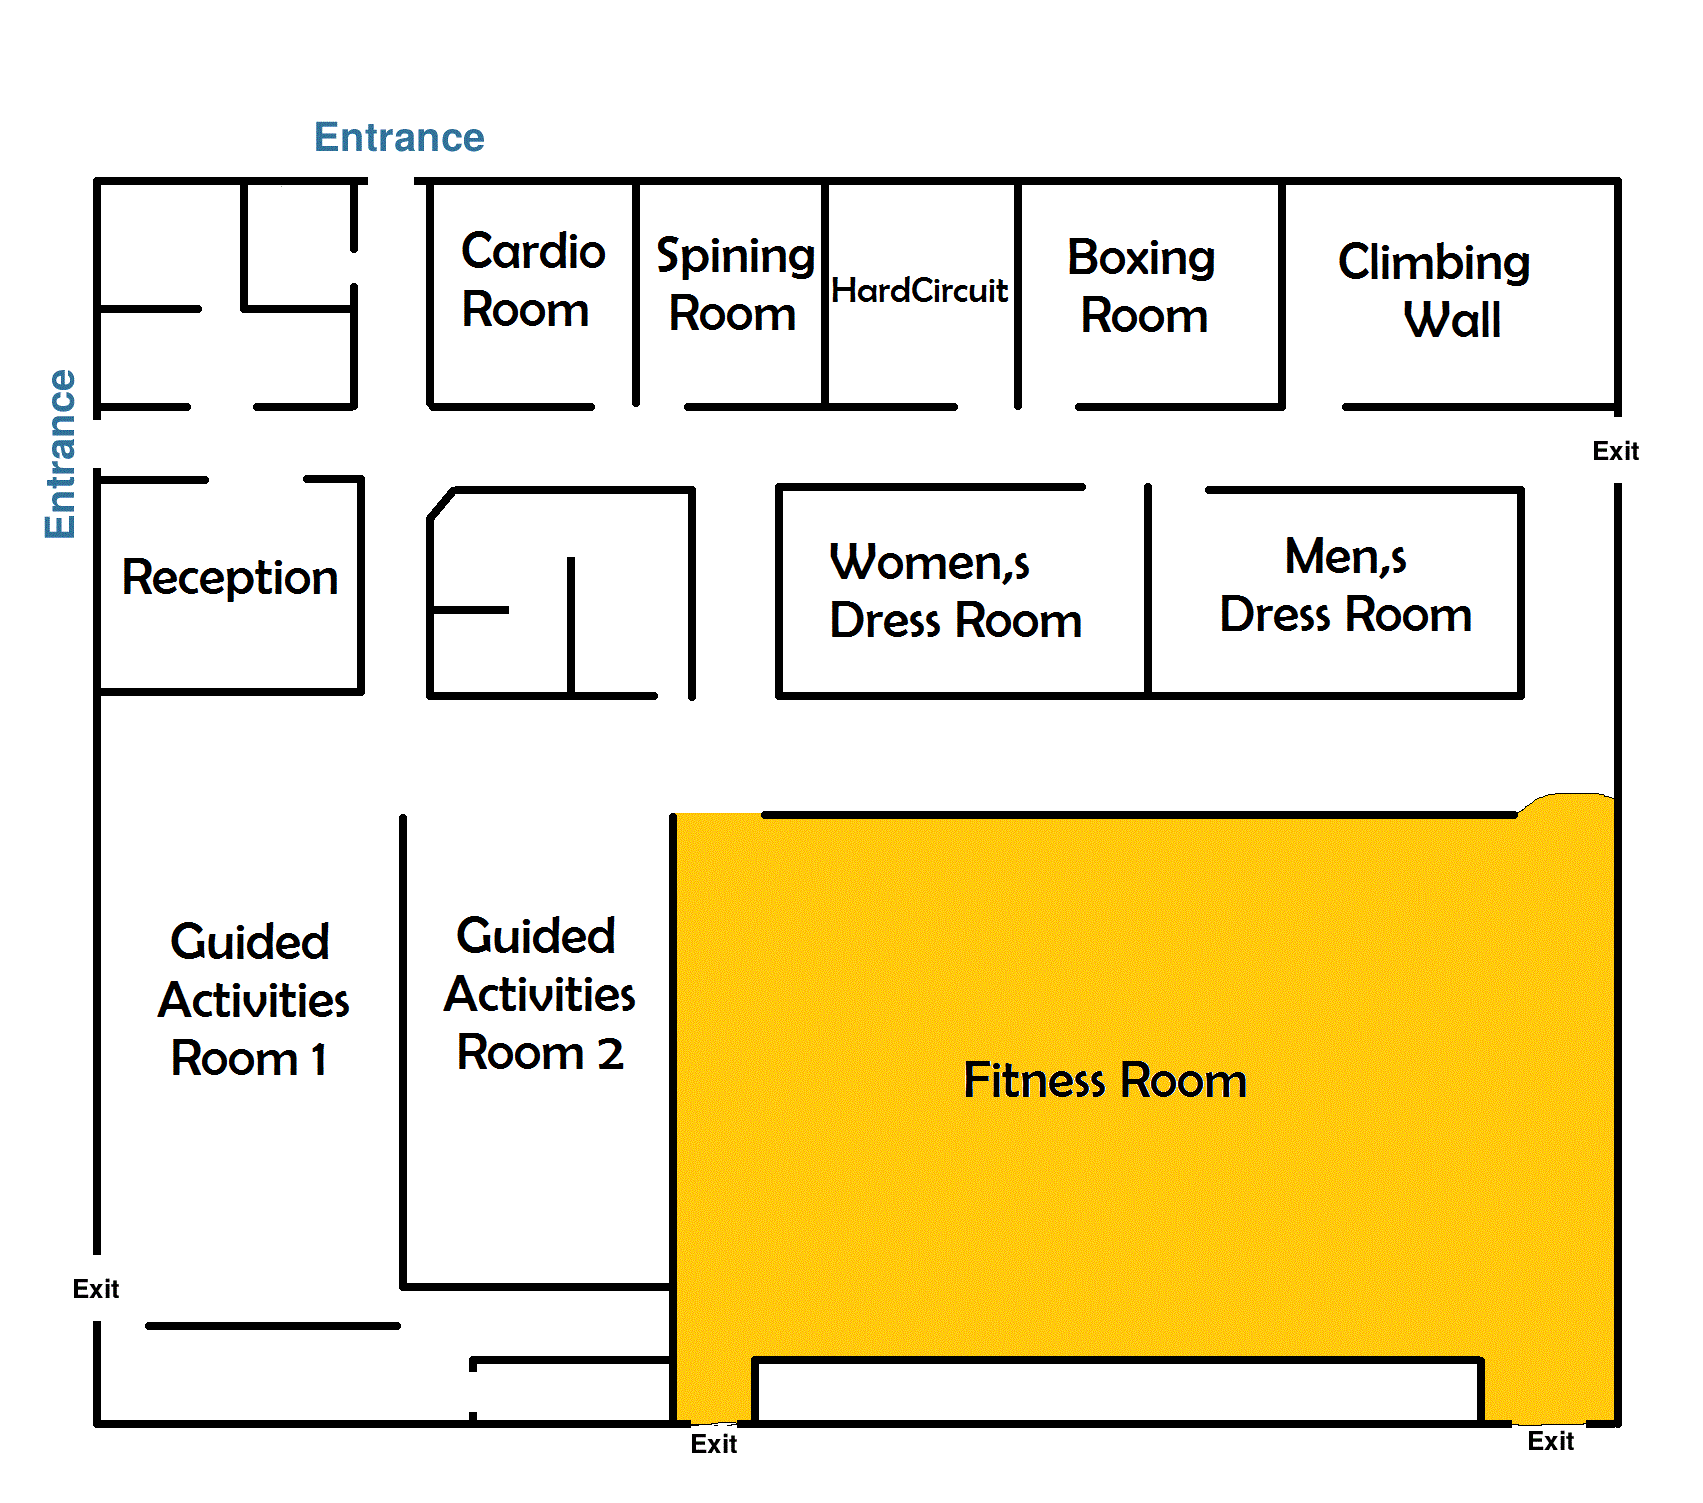 Entrance
Cardio
Room
Spining
Room
HardCircuit
Boxing
Room
Climbing
Wall
Entrance
Exit
Reception
Women,s
Dress Room
Men,s
Dress Room
Guided
Activities
Room 1
Guided
Activities
Room 2
Fitness Room
Exit
Exit
Exit